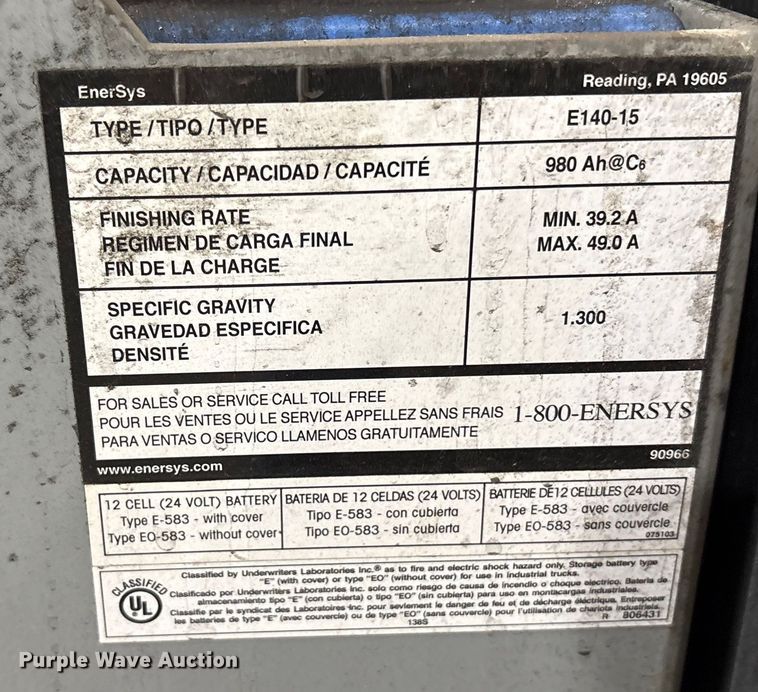 EnerSys Reading, PA 19605
TYPE / TIPO / TYPE E140-15
CAPACITY / CAPACIDAD / CAPACITÉ 980 Ah@C6
FINISHING RATE MIN. 39.2 A
REGIMEN DE CARGA FINAL MAX. 49.0 A
FIN DE LA CHARGE
SPECIFIC GRAVITY
GRAVEDAD ESPECIFICA 1.300
DENSITÉ
FOR SALES OR SERVICE CALL TOLL FREE
POUR LES VENTES OU LE SERVICE APPELLEZ SANS FRAIS 1-800-ENERSYS
PARA VENTAS O SERVICO LLAMENOS GRATUITAMENTE
www.enersys.com 90966
12 CELL (24 VOLT) BATTERY
Type E-583 - with cover
Type EO-583 - without cover
BATERIA DE 12 CELDAS (24 VOLTS)
Tipo E-583 - con cubierta
Tipo EO-583 - sin cubierta
BATTERIE DE 12 CELLULES (24 VOLTS)
Type E-583 - avec couvercle
Type EO-583 - sans couvercle
075103
CLASSIFIED
UL
Classified by Underwriters Laboratories Inc.® as to fire and electric shock hazard only. Storage battery type
"E" (with cover) or type "EO" (without cover) for use in industrial trucks.
Clasificado por Underwriters Laboratories Inc. solo como riesgo de causa de incendio o choque electrico. Bateria de
almacenamiento tipo "E" (con cubierta) o tipo "EO" (sin cubierta) para uso en montacargas industriales.
Classifie par le syndicat des Laboratoires Inc. pour seviement le danger de feu et de décharge éléctrique. Entreposer
les batteries de type "E" (avec couvercle) ou de type "EO" (sans couvercle) pour l'utilisation de chariots industriels.
138S R 806431
Purple Wave Auction